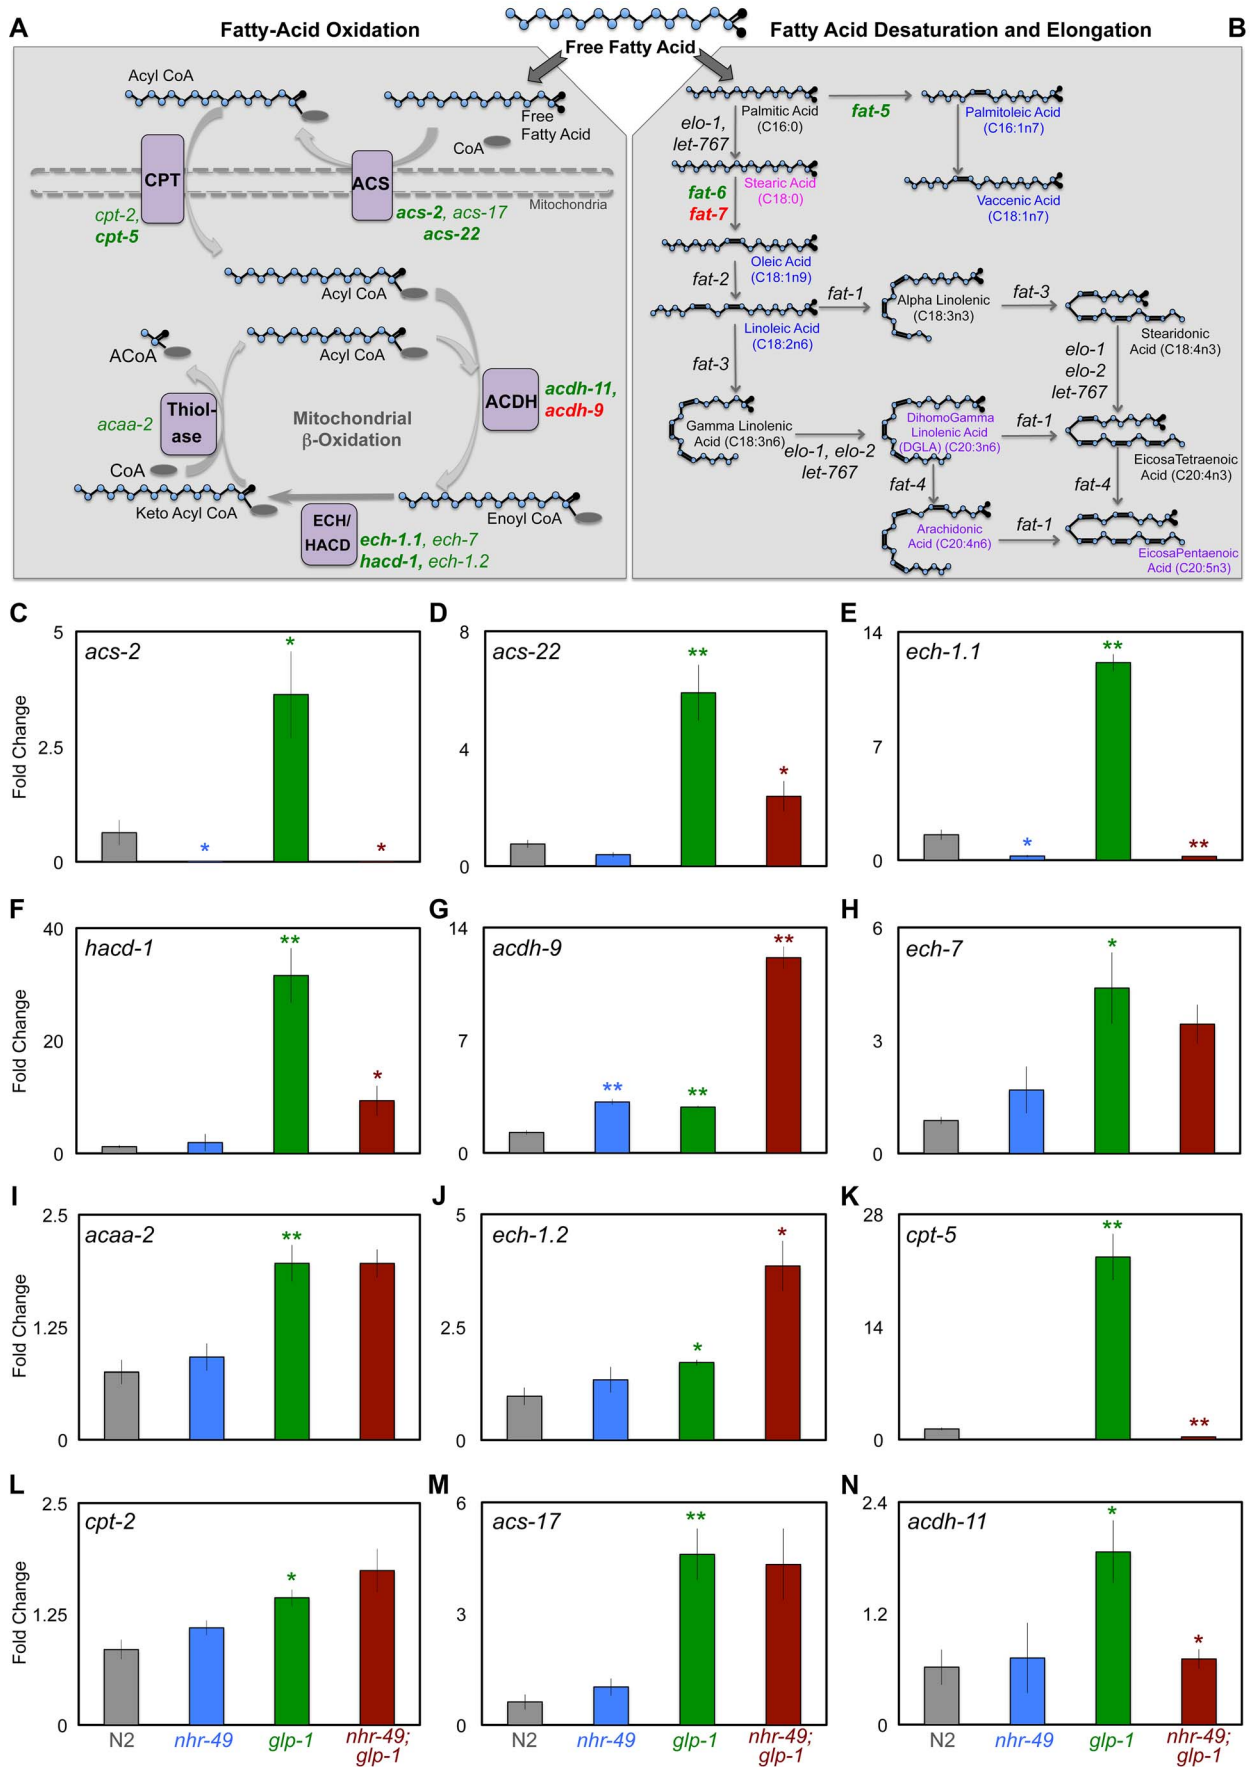 A
Fatty-Acid Oxidation
Free Fatty Acid
Fatty Acid Desaturation and Elongation
B
Acyl CoA
Free
Fatty Acid
CoA
CPT
ACS
Mitochondria
cpt-2,
cpt-5
acs-2, acs-17
acs-22
Acyl CoA
Acyl CoA
ACoA
Thiol-
ase
acaa-2
Mitochondrial
β-Oxidation
ACDH
acdh-11,
acdh-9
CoA
Keto Acyl CoA
Enoyl CoA
ECH/
HACD
ech-1.1, ech-7
hacd-1, ech-1.2
Palmitic Acid
(C16:0)
fat-5
Palmitoleic Acid
(C16:1n7)
elo-1,
let-767
Stearic Acid
(C18:0)
Vaccenic Acid
(C18:1n7)
fat-6
fat-7
Oleic Acid
(C18:1n9)
fat-2
Linoleic Acid
(C18:2n6)
fat-1
Alpha Linolenic
(C18:3n3)
fat-3
Stearidonic
Acid (C18:4n3)
fat-3
elo-1
elo-2
let-767
Gamma Linolenic
Acid (C18:3n6)
elo-1, elo-2
let-767
DihomoGamma
Linolenic Acid
(DGLA) (C20:3n6)
fat-1
EicosaTetraenoic
Acid (C20:4n3)
fat-4
fat-4
Arachidonic
Acid (C20:4n6)
fat-1
EicosaPentaenoic
Acid (C20:5n3)
C
acs-2
Fold Change
5
2.5
0
*
*
*
D
acs-22
8
4
0
**
*
E
ech-1.1
14
7
0
*
**
**
F
hacd-1
Fold Change
40
20
0
**
*
G
acdh-9
14
7
0
**
**
**
H
ech-7
6
3
0
*
I
acaa-2
Fold Change
2.5
1.25
0
**
J
ech-1.2
5
2.5
0
*
*
K
cpt-5
28
14
0
**
**
L
cpt-2
Fold Change
2.5
1.25
0
*
N2
nhr-49
glp-1
nhr-49;
glp-1
M
acs-17
6
3
0
**
N2
nhr-49
glp-1
nhr-49;
glp-1
N
acdh-11
2.4
1.2
0
*
*
N2
nhr-49
glp-1
nhr-49;
glp-1